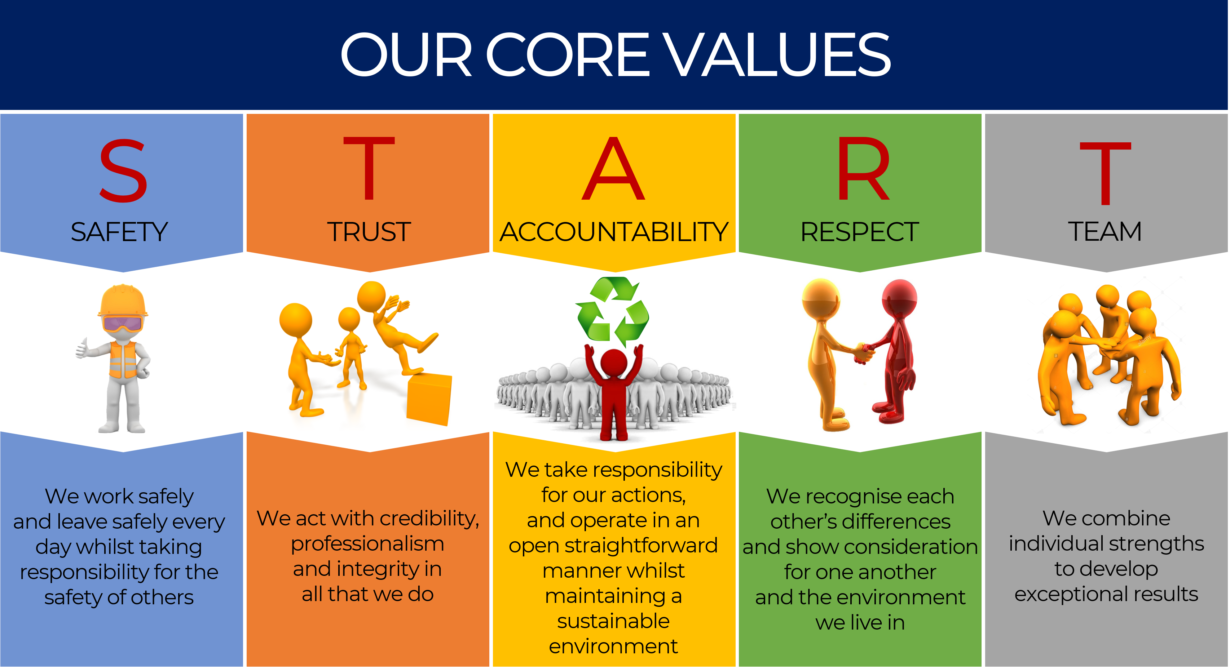 OUR CORE VALUES
S
SAFETY
We work safely
and leave safely every
day whilst taking
responsibility for the
safety of others
T
TRUST
We act with credibility,
professionalism
and integrity in
all that we do
A
ACCOUNTABILITY
We take responsibility
for our actions,
and operate in an
open straightforward
manner whilst
maintaining a
sustainable
environment
R
RESPECT
We recognise each
other's differences
and show consideration
for one another
and the environment
we live in
T
TEAM
We combine
individual strengths
to develop
exceptional results